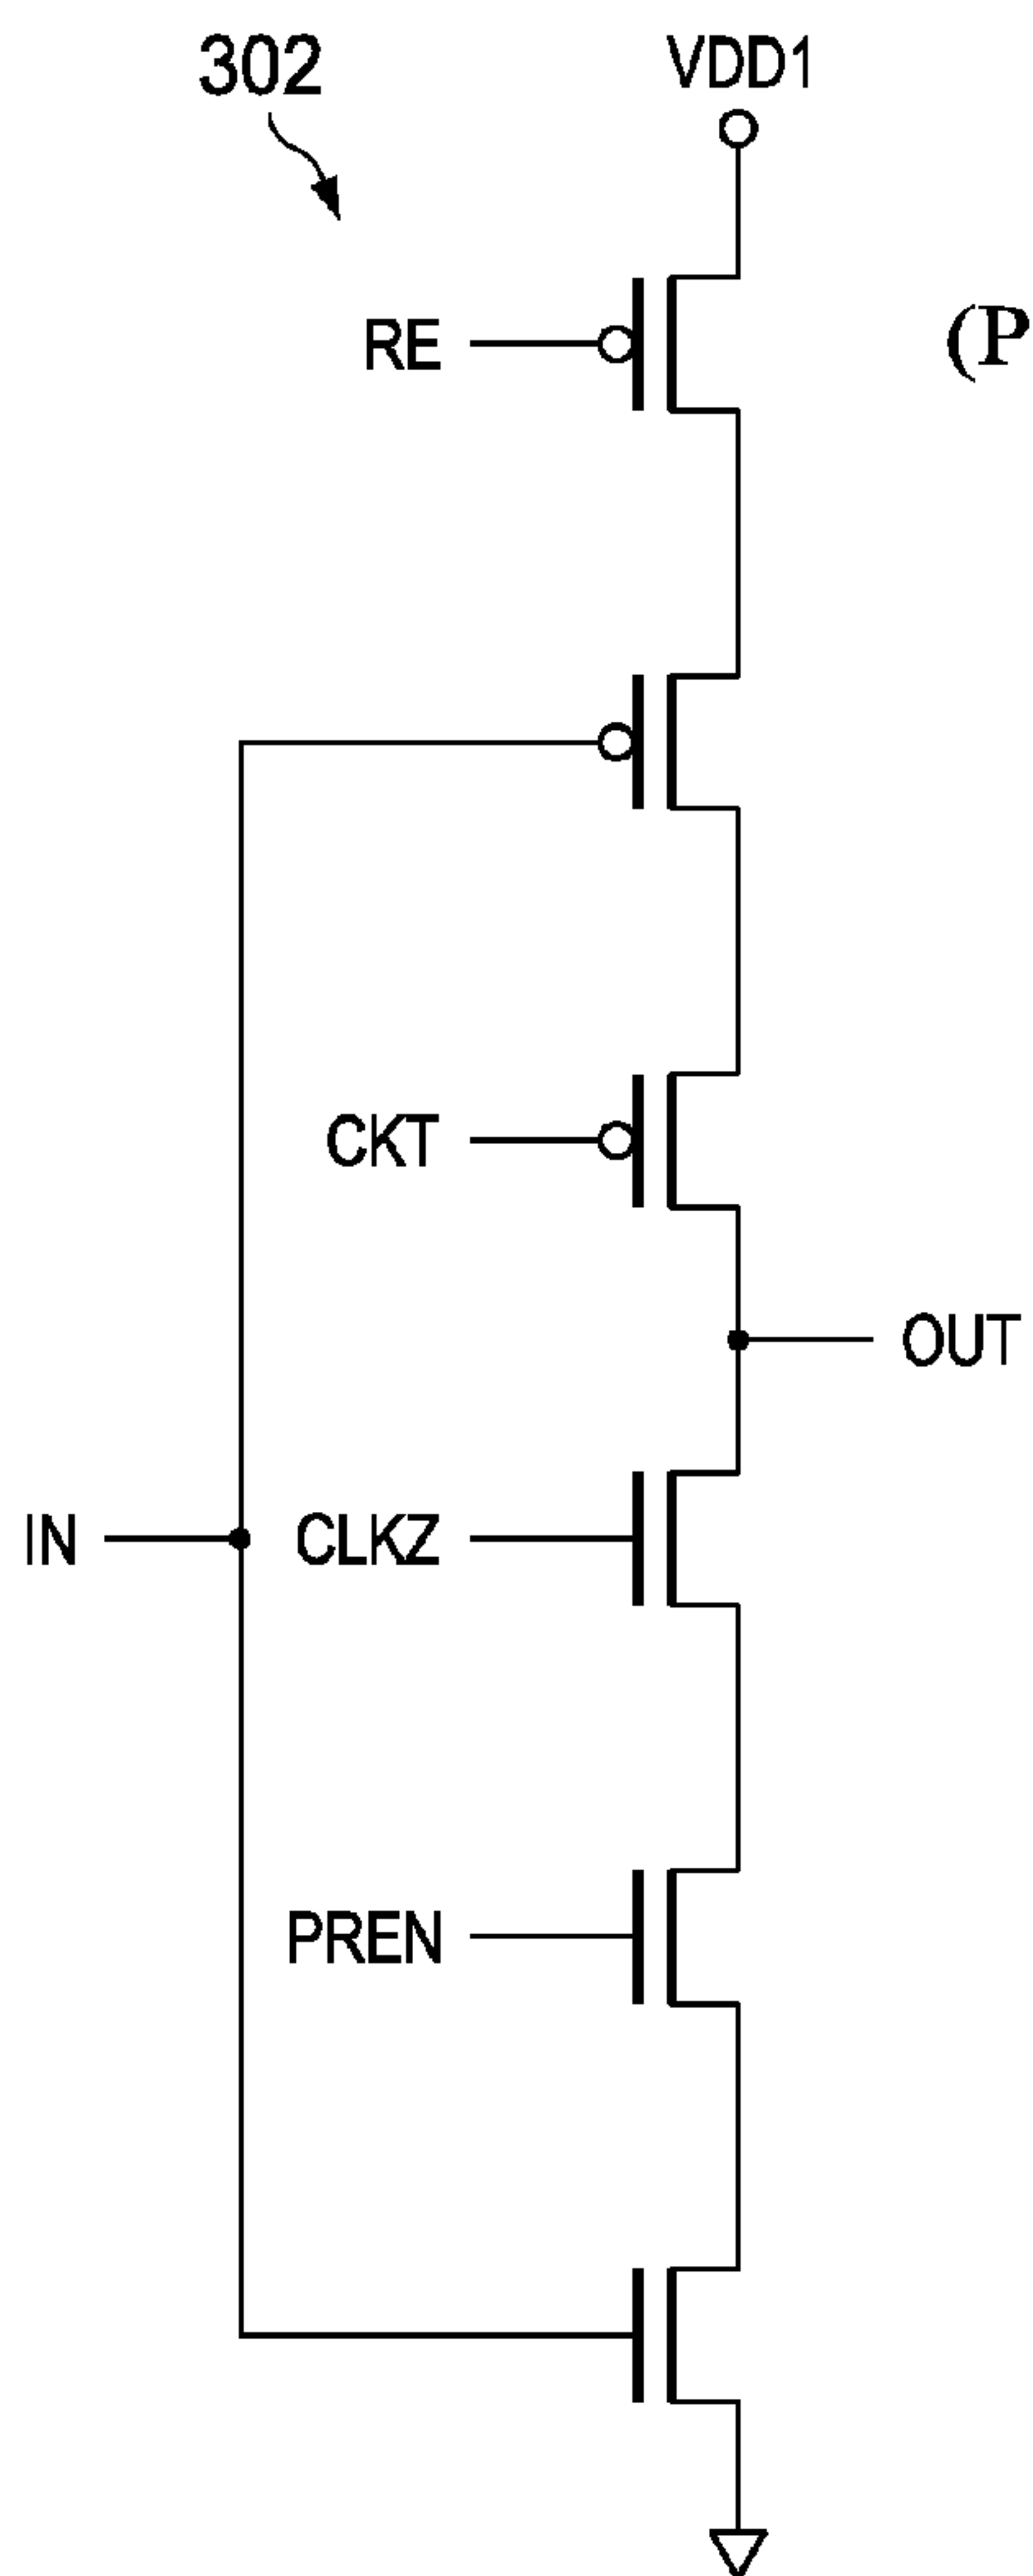 302
VDD1
RE
(P
CKT
OUT
IN
CLKZ
PREN